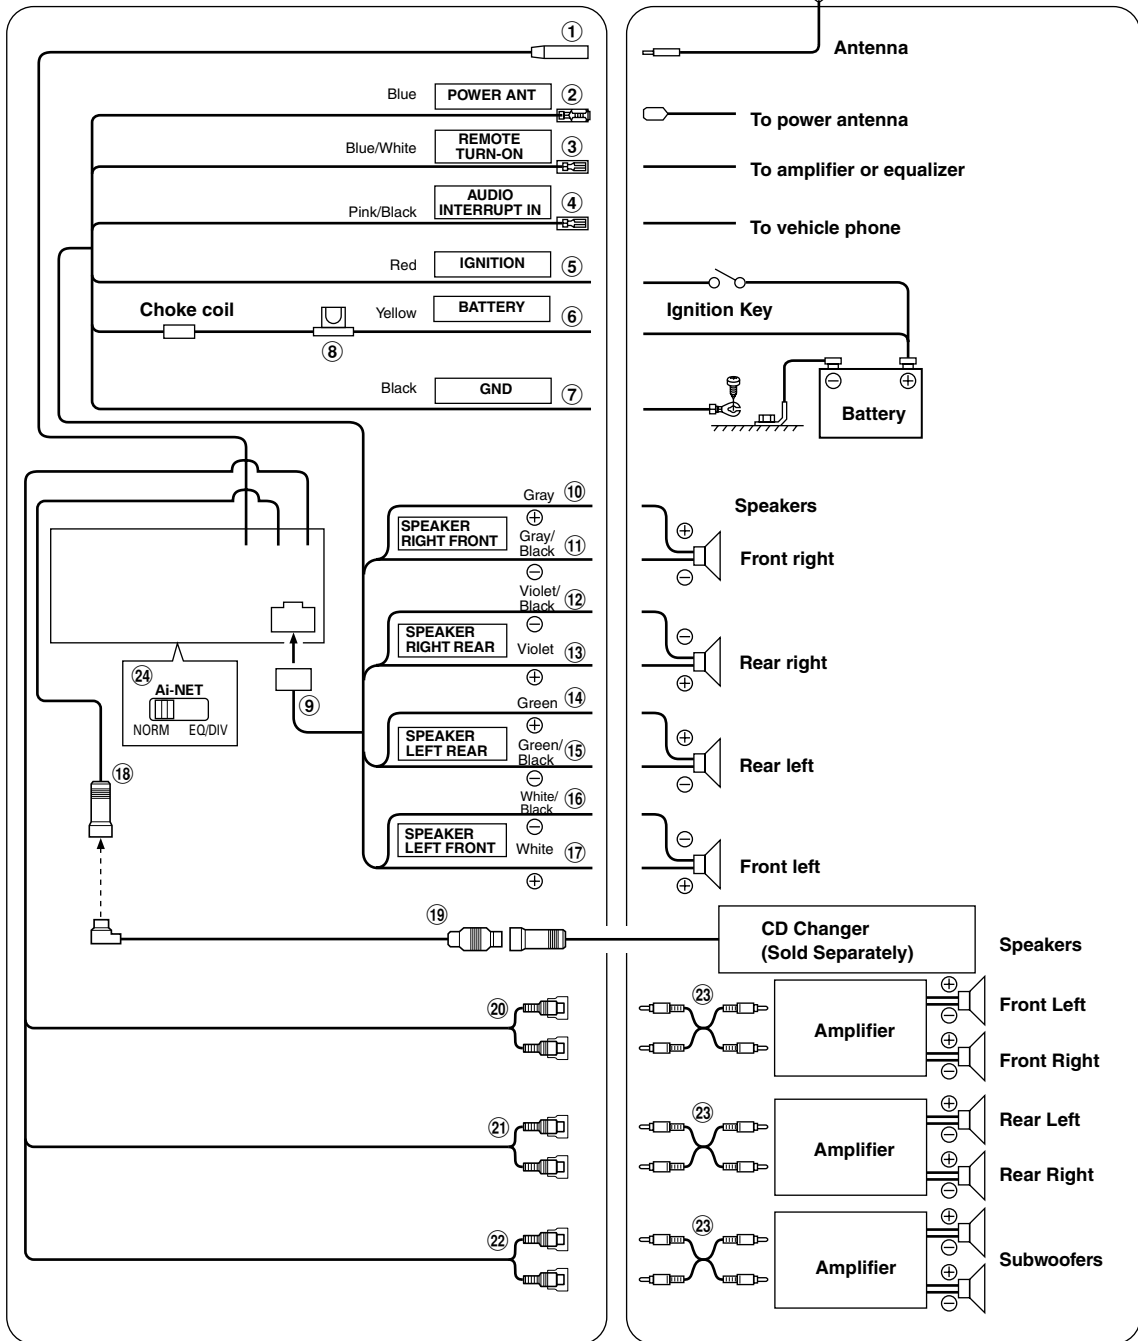 ① Antenna
Blue POWER ANT ② To power antenna
Blue/White REMOTE
TURN-ON ③ To amplifier or equalizer
Pink/Black AUDIO
INTERRUPT IN ④ To vehicle phone
Red IGNITION ⑤ Ignition Key
Choke coil ⑧ Yellow BATTERY ⑥
Black GND ⑦
⊖ ⊕
Battery
Speakers
Gray ⑩
SPEAKER
RIGHT FRONT
⊕
Gray/
Black ⑪
⊖
⊕
⊖
Front right
Violet/
Black ⑫
SPEAKER
RIGHT REAR
⊖
Violet ⑬
⊕
⊖
⊕
Rear right
㉔
Ai-NET
NORM EQ/DIV
⑨
Green ⑭
SPEAKER
LEFT REAR
⊕
Green/
Black ⑮
⊖
⊕
⊖
Rear left
⑱
White/
Black ⑯
SPEAKER
LEFT FRONT
⊖
White ⑰
⊕
⊖
⊕
Front left
⑲
CD Changer
(Sold Separately)
Speakers
⑳ ㉓ Amplifier
⊕
⊖
Front Left
⊕
⊖
Front Right
㉑ ㉓ Amplifier
⊕
⊖
Rear Left
⊕
⊖
Rear Right
㉒ ㉓ Amplifier
⊕
⊖
⊕
⊖
Subwoofers